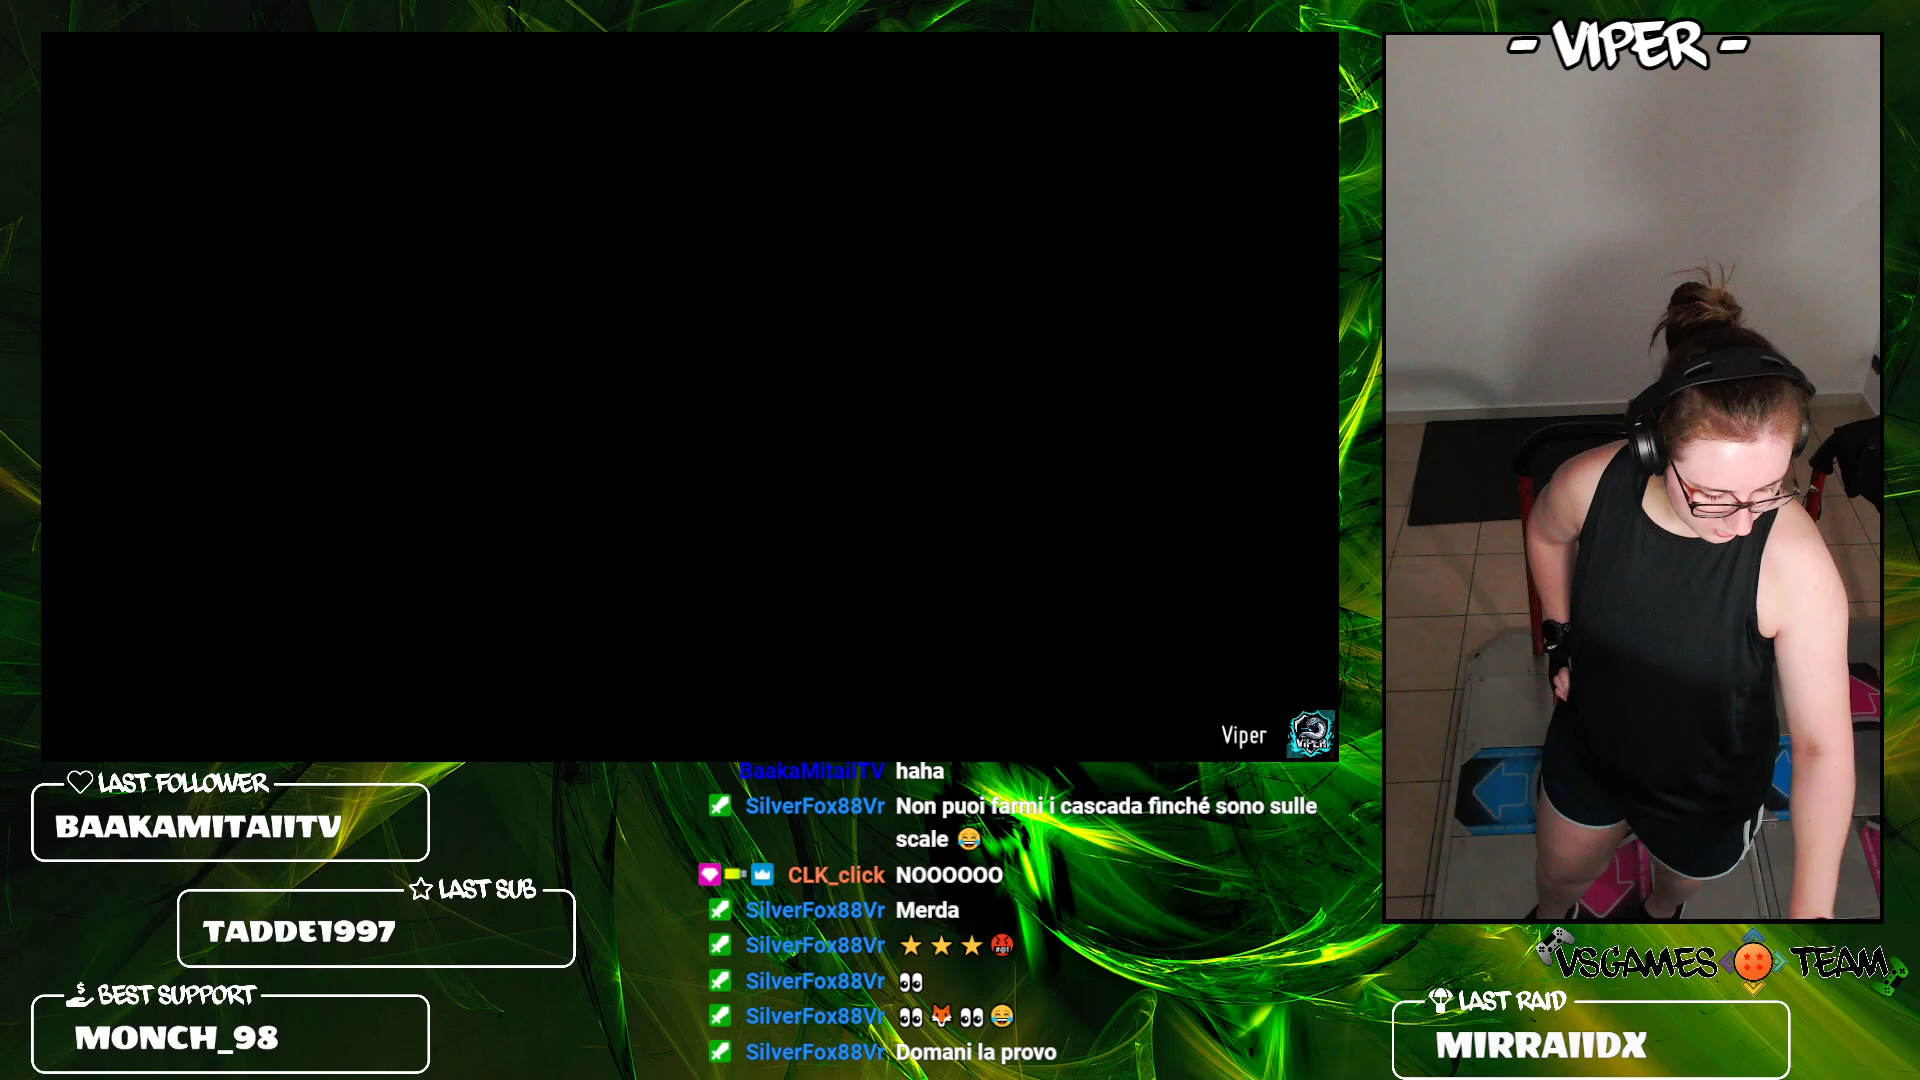 - VIPER -
Viper
VIPER
BaakaMitaiiTV haha
SilverFox88Vr Non puoi farmi i cascada finché sono sulle
scale 😂
CLK_click NOOOOOO
SilverFox88Vr Merda
SilverFox88Vr ⭐ ⭐ ⭐ 🤬
SilverFox88Vr 👀
SilverFox88Vr 👀 🦊 👀 😂
SilverFox88Vr Domani la provo
LAST FOLLOWER
BAAKAMITAIITV
LAST SUB
TADDE1997
BEST SUPPORT
MONCH_98
VSGAMES TEAM
LAST RAID
MIRRAIIDX